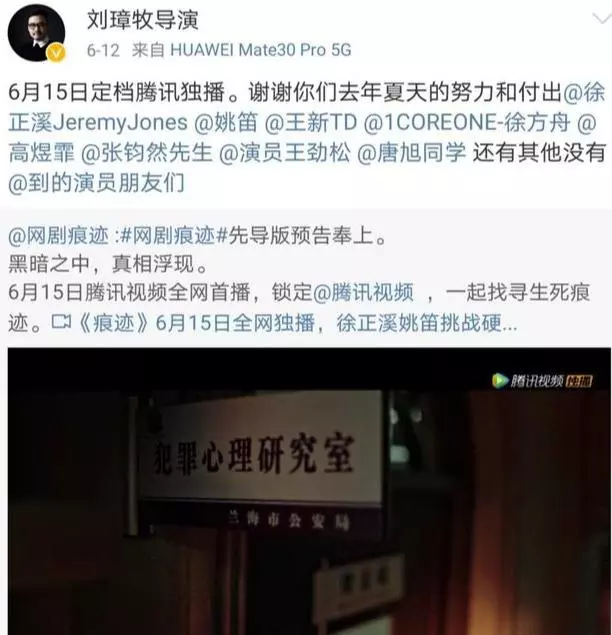 刘璋牧导演
6-12 来自 HUAWEI Mate30 Pro 5G
6月15日定档腾讯独播。谢谢你们去年夏天的努力和付出@徐
正溪JeremyJones @姚笛 @王新TD @1COREONE-徐方舟 @
高煜霏 @张钧然先生 @演员王劲松 @唐旭同学 还有其他没有
@到的演员朋友们
@网剧痕迹 :#网剧痕迹#先导版预告奉上。
黑暗之中，真相浮现。
6月15日腾讯视频全网首播，锁定@腾讯视频 ，一起找寻生死痕
迹。《痕迹》6月15日全网独播，徐正溪姚笛挑战硬...
腾讯视频 独播
犯罪心理研究室
兰海市公安局